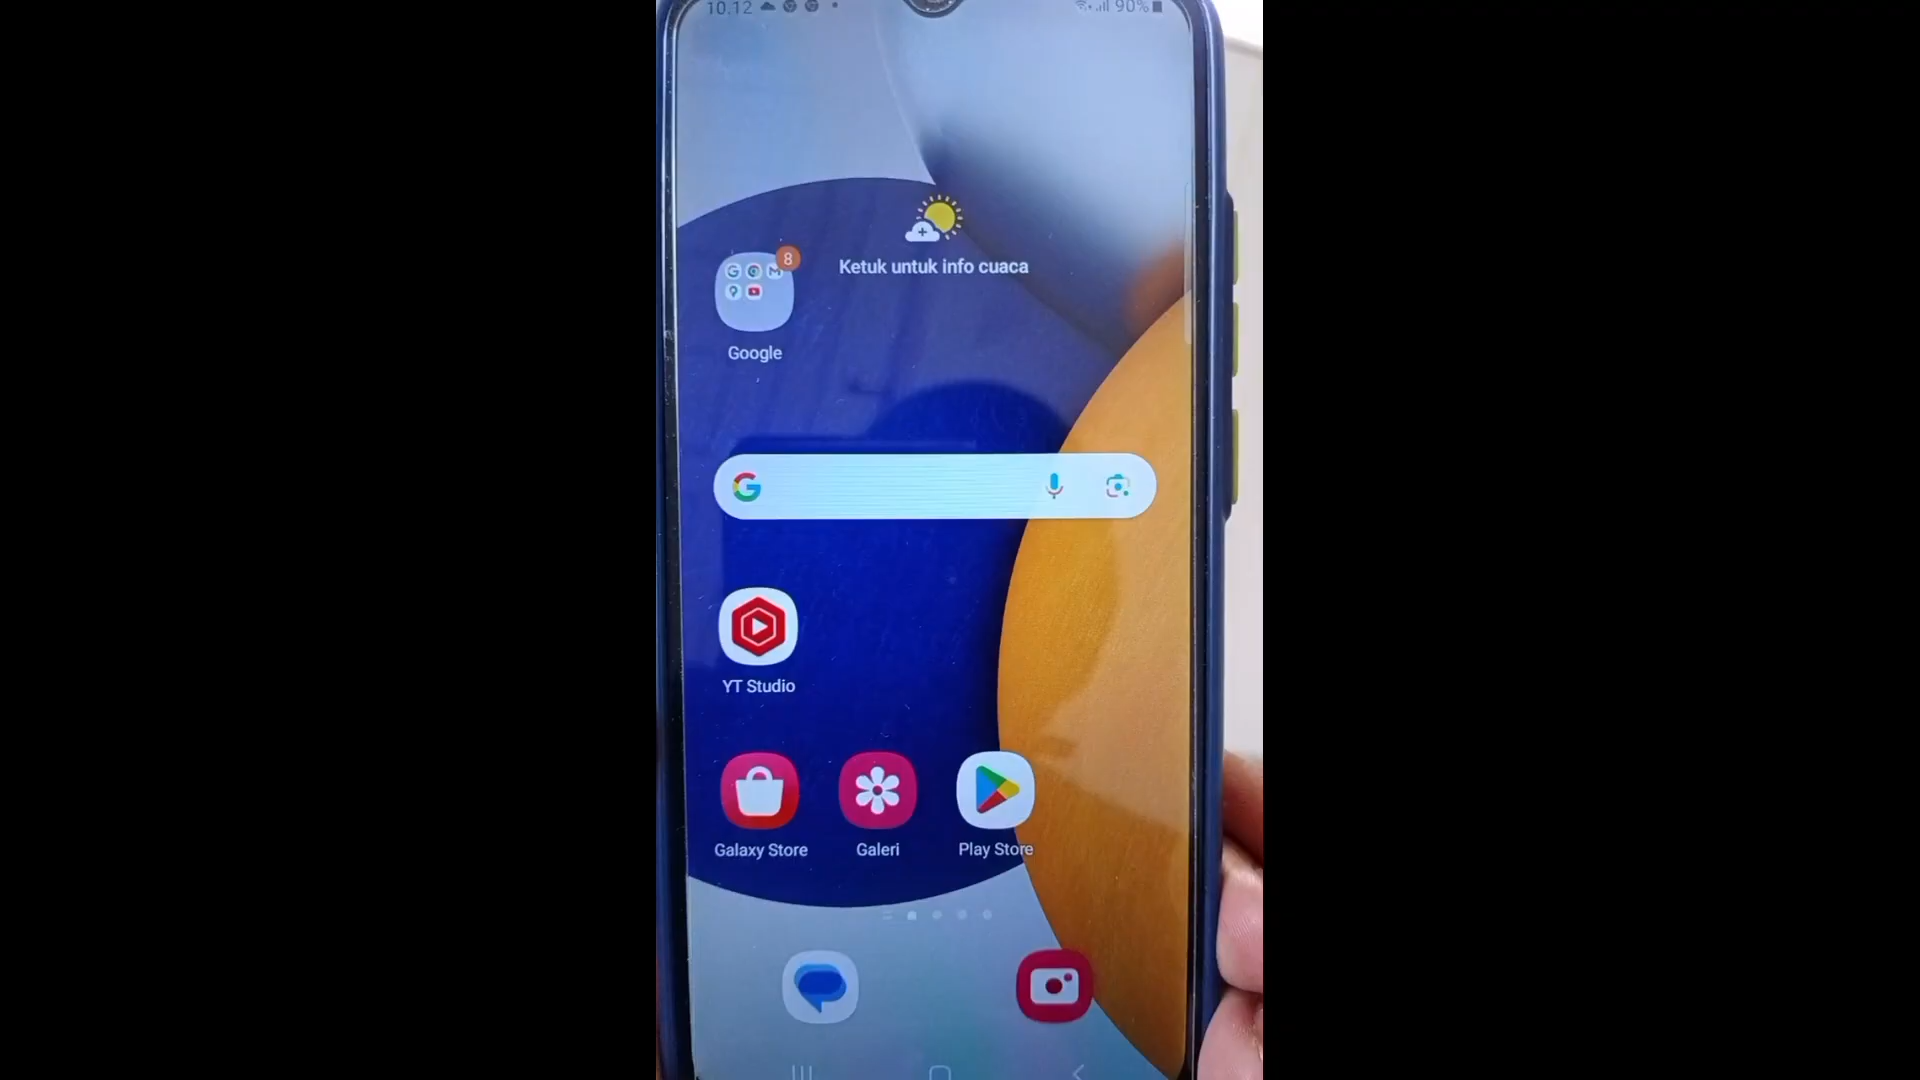 10.12
90%
8
Ketuk untuk info cuaca
Google
YT Studio
Galaxy Store
Galeri
Play Store